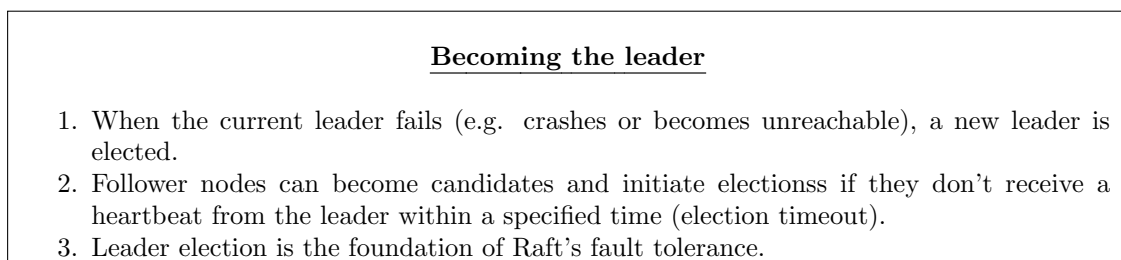 Becoming the leader
1. When the current leader fails (e.g. crashes or becomes unreachable), a new leader is
elected.
2. Follower nodes can become candidates and initiate electionss if they don't receive a
heartbeat from the leader within a specified time (election timeout).
3. Leader election is the foundation of Raft's fault tolerance.